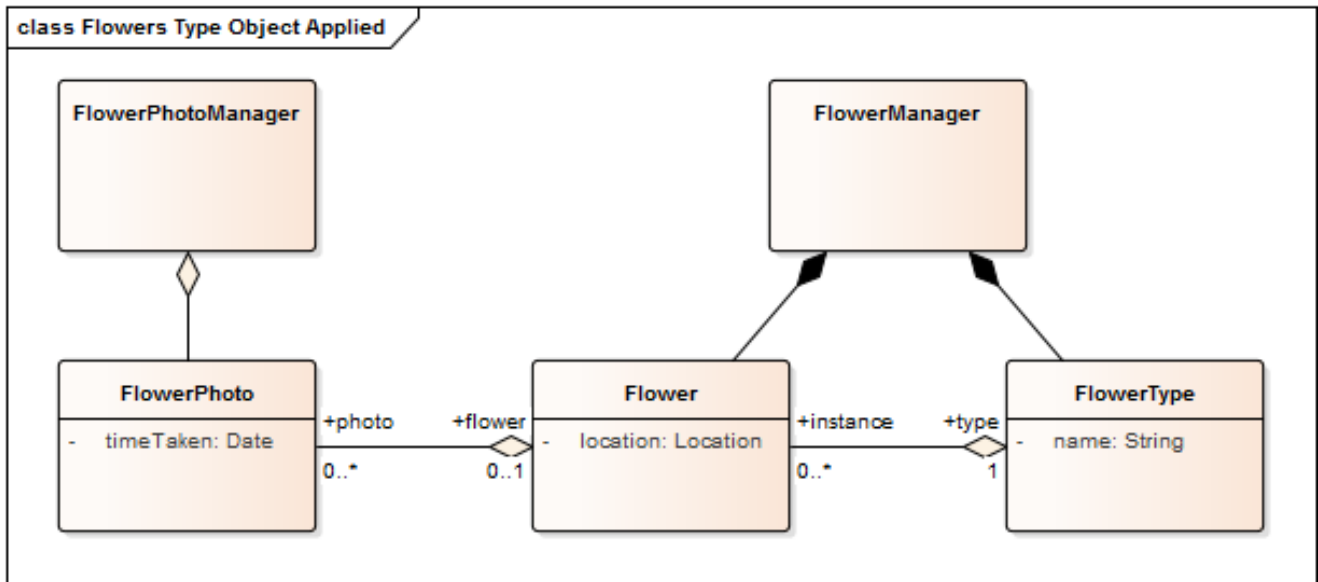 class Flowers Type Object Applied
FlowerPhotoManager
FlowerManager
FlowerPhoto
- timeTaken: Date
+photo
0..*
+flower
0..1
Flower
- location: Location
+instance
0..*
+type
1
FlowerType
- name: String